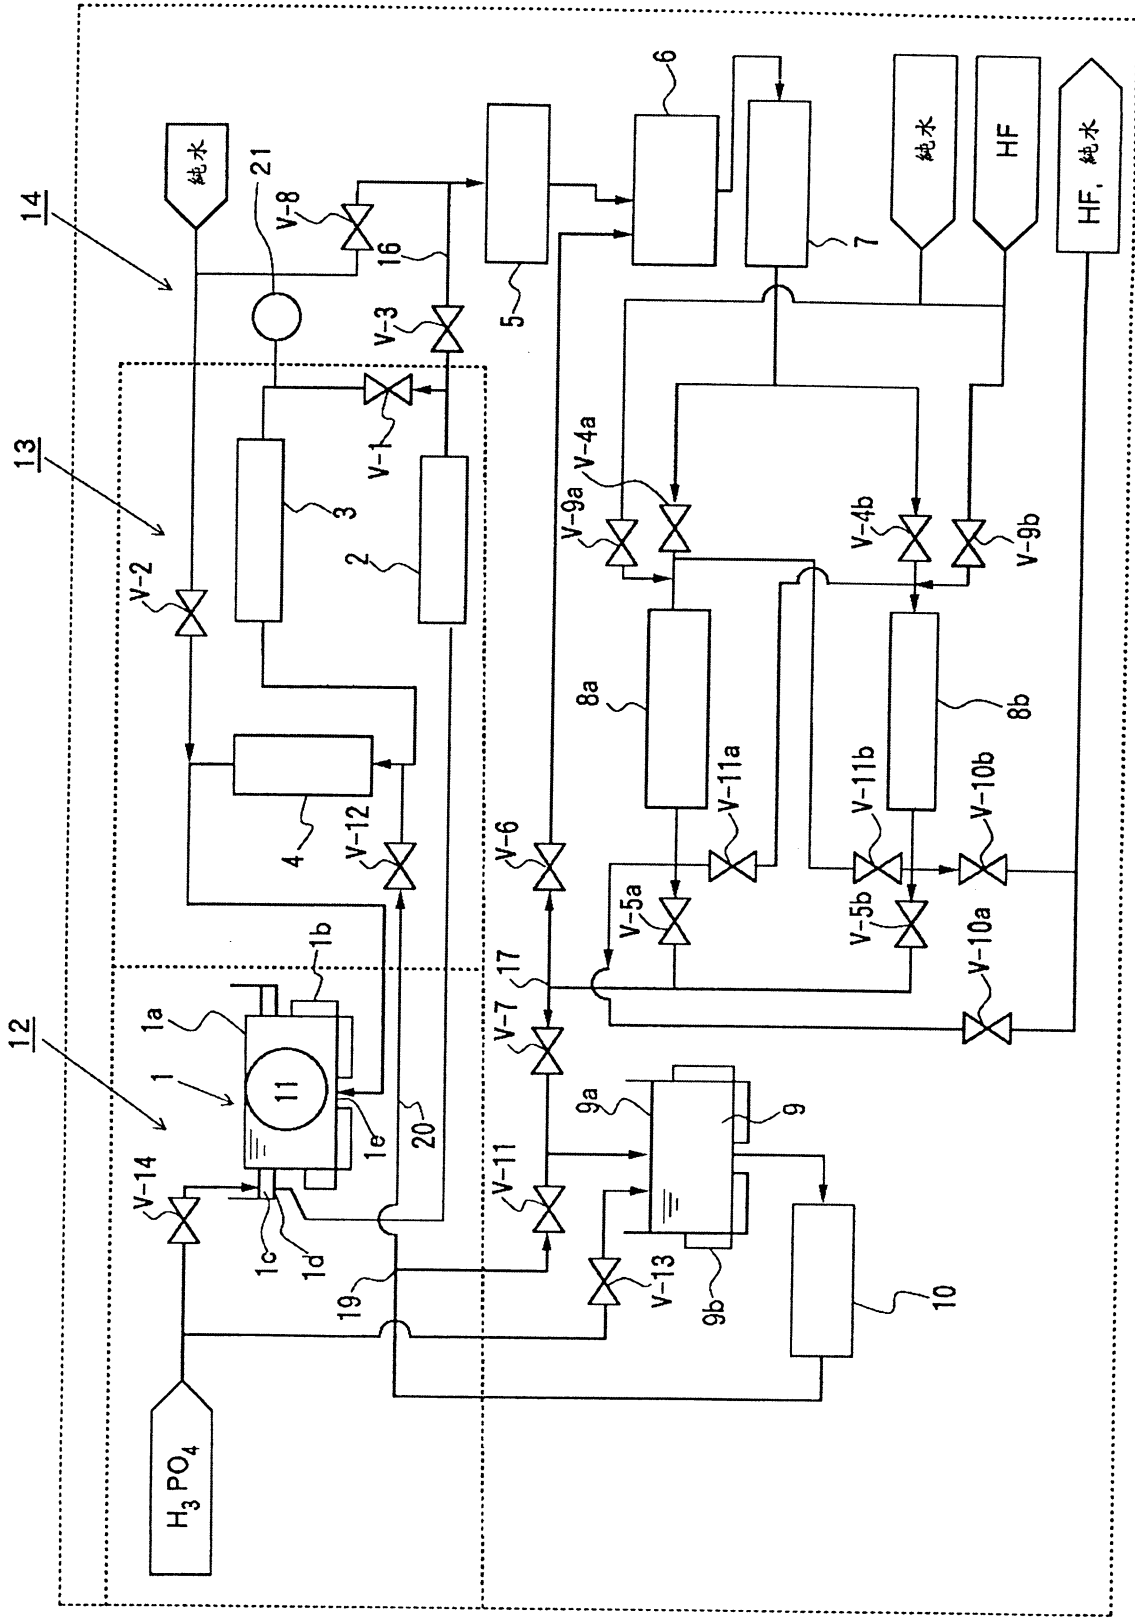 12
13
14
H3PO4
V-14
1
1a
1b
1c
1d
1e
11
V-2
純水
21
V-8
3
4
V-12
2
V-1
V-3
16
5
6
7
19
20
17
V-11
V-7
V-6
V-13
9a
9
9b
10
V-5a
V-11a
8a
V-9a
V-4a
V-10a
V-5b
V-11b
V-10b
8b
V-4b
V-9b
純水
HF
HF, 純水